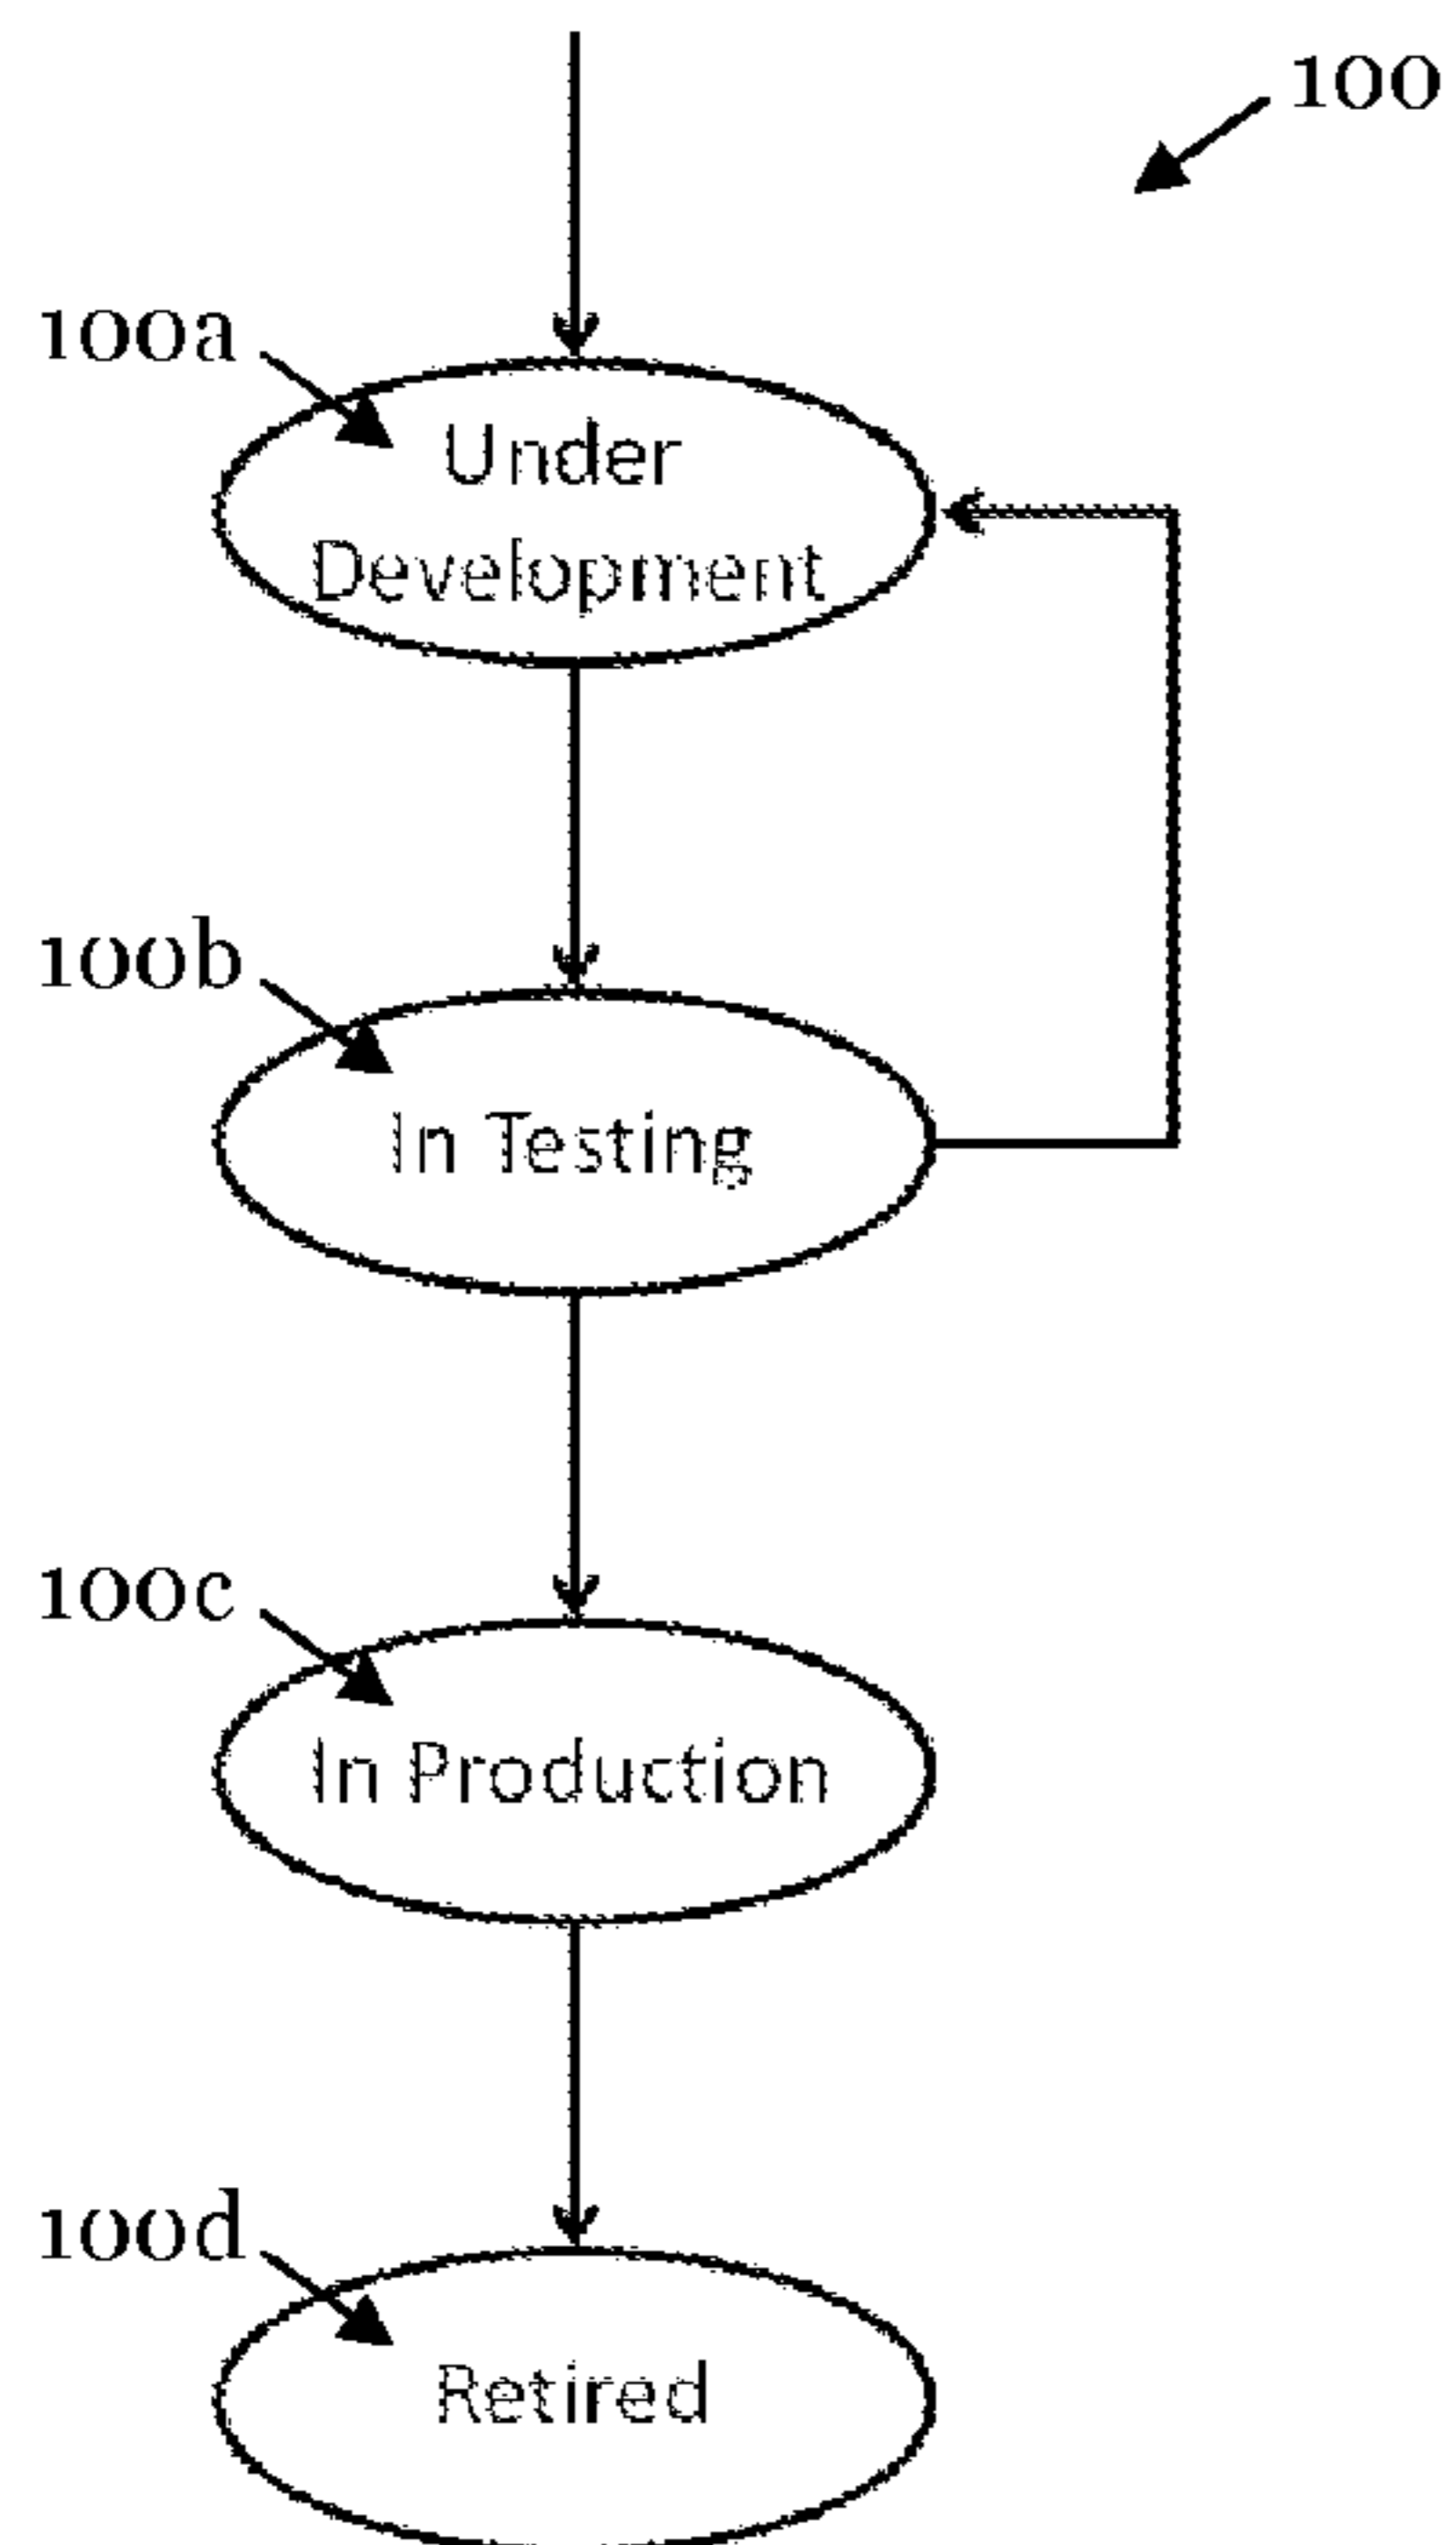 100
100a
Under
Development
100b
In Testing
100c
In Production
100d
Retired